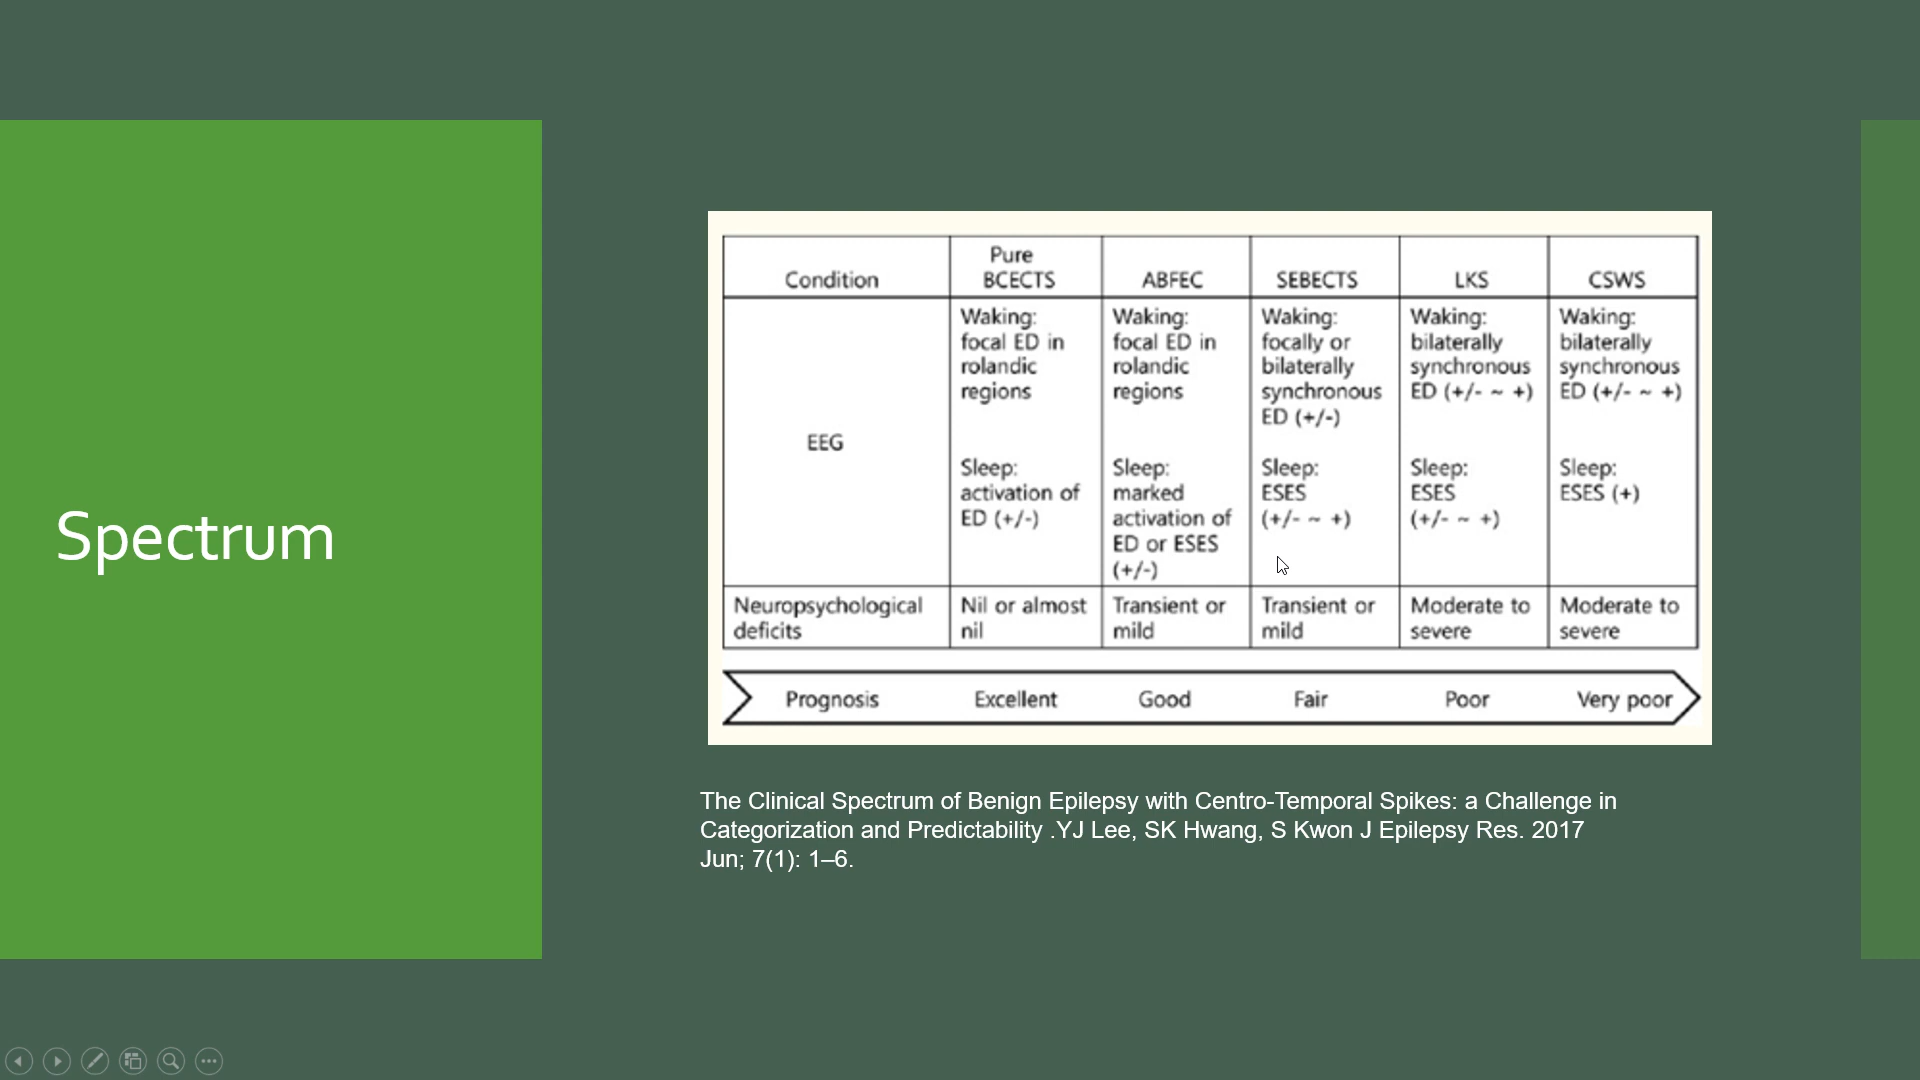 Spectrum
Condition
Pure
BCECTS
ABFEC
SEBECTS
LKS
CSWS
EEG
Waking:
focal ED in
rolandic
regions
Sleep:
activation of
ED (+/-)
Waking:
focal ED in
rolandic
regions
Sleep:
marked
activation of
ED or ESES
(+/-)
Waking:
focally or
bilaterally
synchronous
ED (+/-)
Sleep:
ESES
(+/- ~ +)
Waking:
bilaterally
synchronous
ED (+/- ~ +)
Sleep:
ESES
(+/- ~ +)
Waking:
bilaterally
synchronous
ED (+/- ~ +)
Sleep:
ESES (+)
Neuropsychological
deficits
Nil or almost
nil
Transient or
mild
Transient or
mild
Moderate to
severe
Moderate to
severe
Prognosis
Excellent
Good
Fair
Poor
Very poor
The Clinical Spectrum of Benign Epilepsy with Centro-Temporal Spikes: a Challenge in
Categorization and Predictability .YJ Lee, SK Hwang, S Kwon J Epilepsy Res. 2017
Jun; 7(1): 1–6.